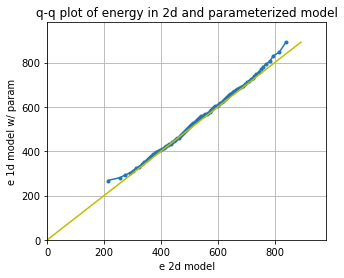 q-q plot of energy in 2d and parameterized model
e 1d model w/ param
800
600
400
200
0
0 200 400 600 800
e 2d model